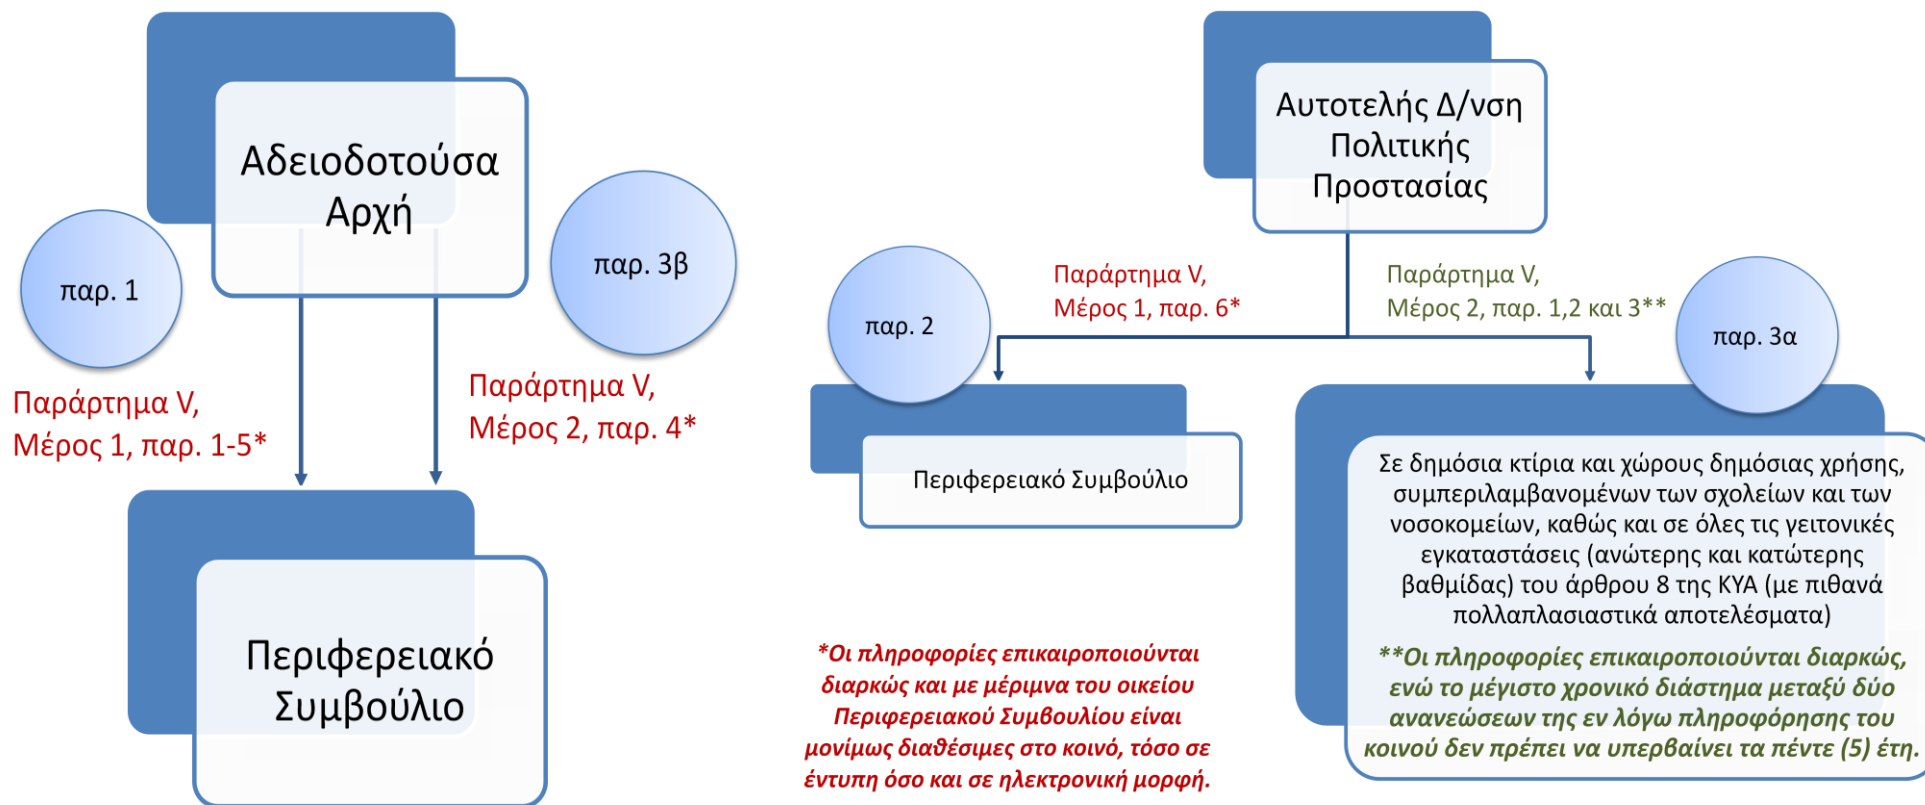 Αδειοδοτούσα
Αρχή
παρ. 1
παρ. 3β
Παράρτημα V,
Μέρος 1, παρ. 1-5*
Παράρτημα V,
Μέρος 2, παρ. 4*
Περιφερειακό
Συμβούλιο
Αυτοτελής Δ/νση
Πολιτικής
Προστασίας
Παράρτημα V,
Μέρος 1, παρ. 6*
Παράρτημα V,
Μέρος 2, παρ. 1,2 και 3**
παρ. 2
παρ. 3α
Περιφερειακό Συμβούλιο
Σε δημόσια κτίρια και χώρους δημόσιας χρήσης,
συμπεριλαμβανομένων των σχολείων και των
νοσοκομείων, καθώς και σε όλες τις γειτονικές
εγκαταστάσεις (ανώτερης και κατώτερης
βαθμίδας) του άρθρου 8 της ΚΥΑ (με πιθανά
πολλαπλασιαστικά αποτελέσματα)
**Οι πληροφορίες επικαιροποιούνται διαρκώς,
ενώ το μέγιστο χρονικό διάστημα μεταξύ δύο
ανανεώσεων της εν λόγω πληροφόρησης του
κοινού δεν πρέπει να υπερβαίνει τα πέντε (5) έτη.
*Οι πληροφορίες επικαιροποιούνται
διαρκώς και με μέριμνα του οικείου
Περιφερειακού Συμβουλίου είναι
μονίμως διαθέσιμες στο κοινό, τόσο σε
έντυπη όσο και σε ηλεκτρονική μορφή.